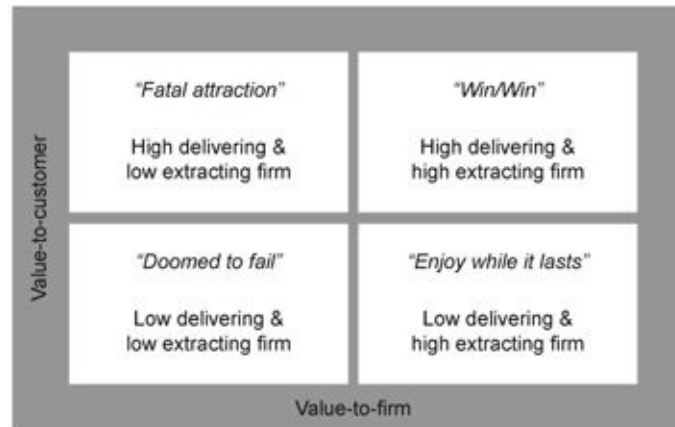 Value-to-customer
“Fatal attraction”
High delivering &
low extracting firm
“Win/Win”
High delivering &
high extracting firm
“Doomed to fail”
Low delivering &
low extracting firm
“Enjoy while it lasts”
Low delivering &
high extracting firm
Value-to-firm